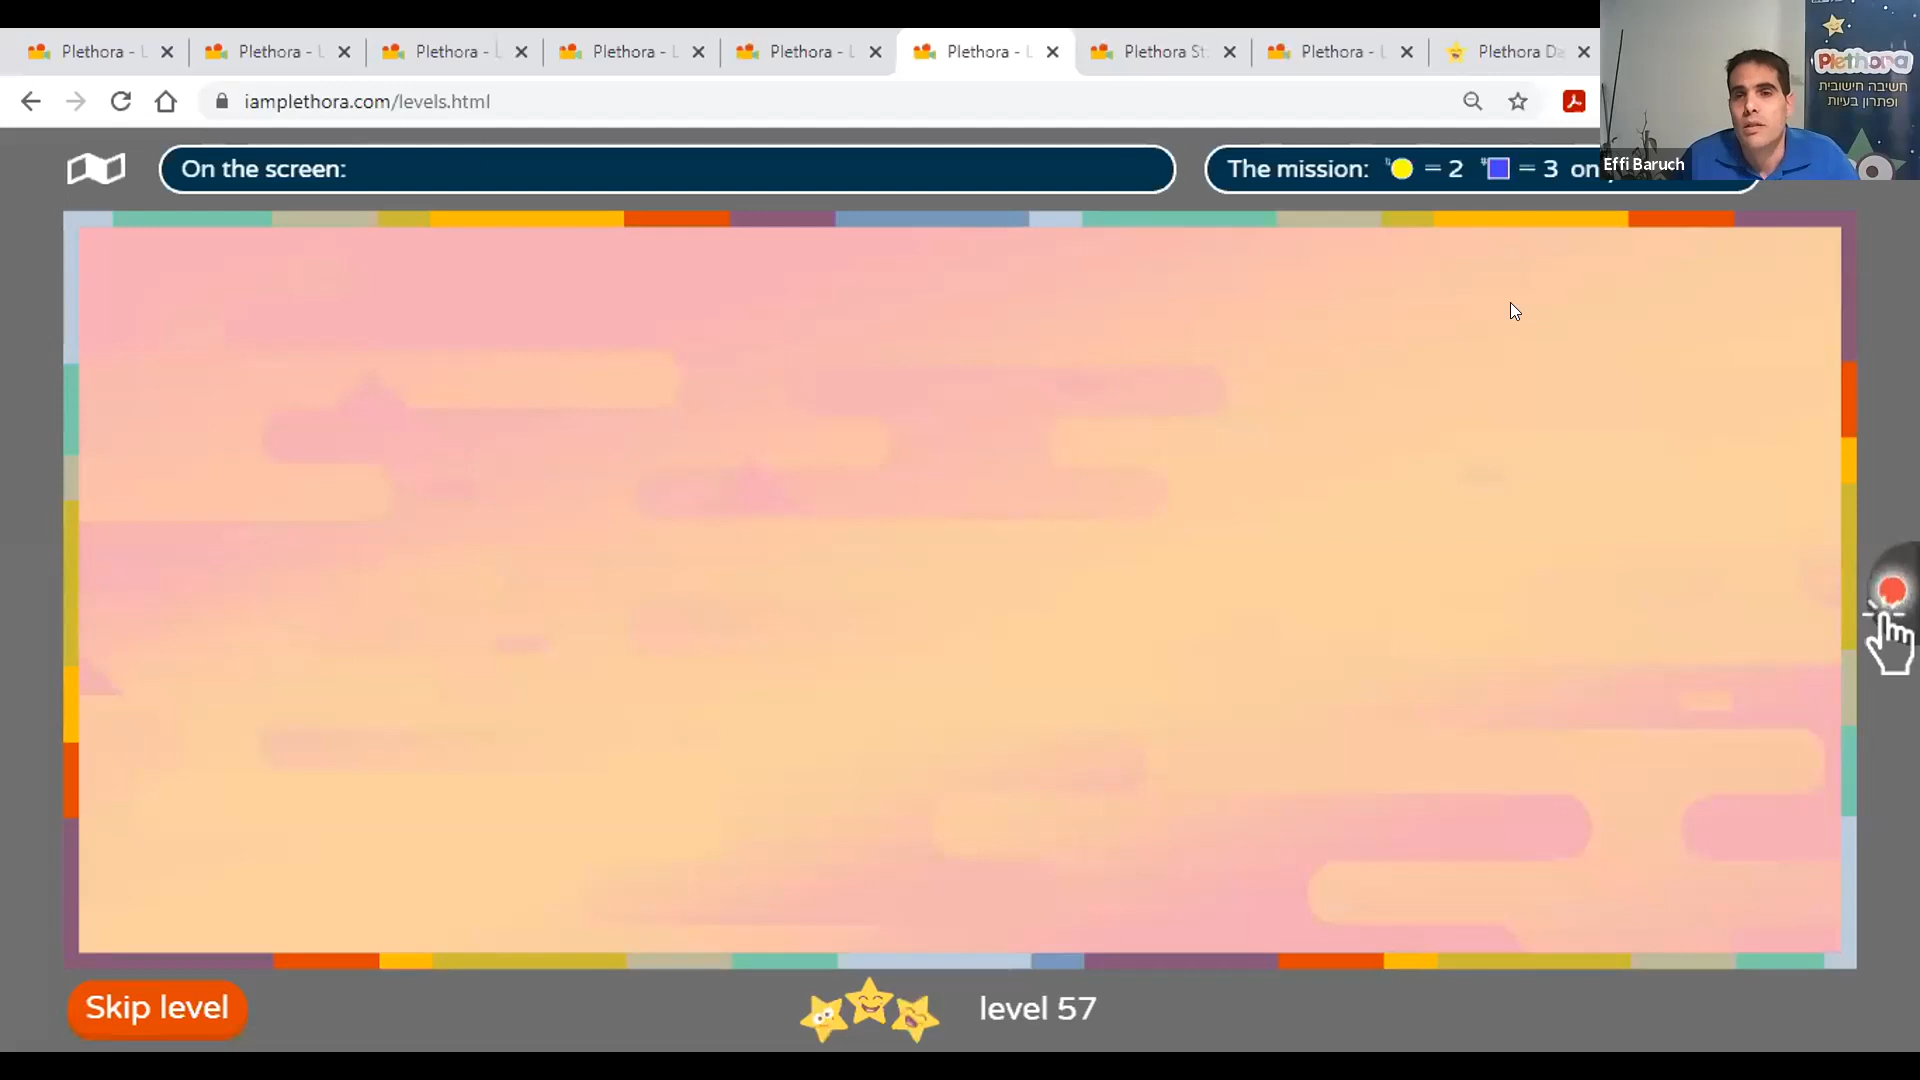 Plethora - L
Plethora - L
Plethora -
Plethora - L
Plethora - L
Plethora - L
Plethora St
Plethora - L
Plethora Da
iamplethora.com/levels.html
Plethora
חשיבה חישובית
ופתרון בעיות
Effi Baruch
On the screen:
The mission: = 2 = 3 on
Skip level
level 57